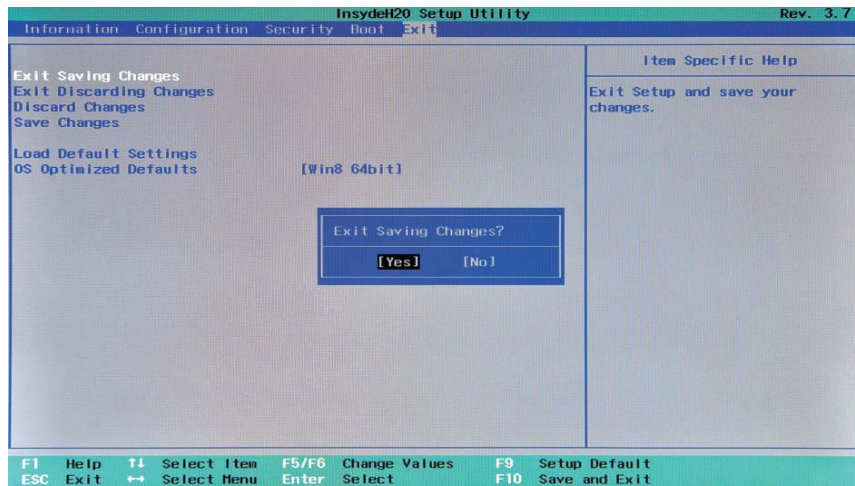 InsydeH2O Setup Utility Rev. 3.7
Information Configuration Security Boot Exit
Item Specific Help
Exit Saving Changes
Exit Discarding Changes
Discard Changes
Save Changes
Load Default Settings
OS Optimized Defaults [Win8 64bit]
Exit Setup and save your
changes.
Exit Saving Changes?
[Yes] [No]
F1 Help ↑↓ Select Item F5/F6 Change Values F9 Setup Default
ESC Exit ↔ Select Menu Enter Select F10 Save and Exit